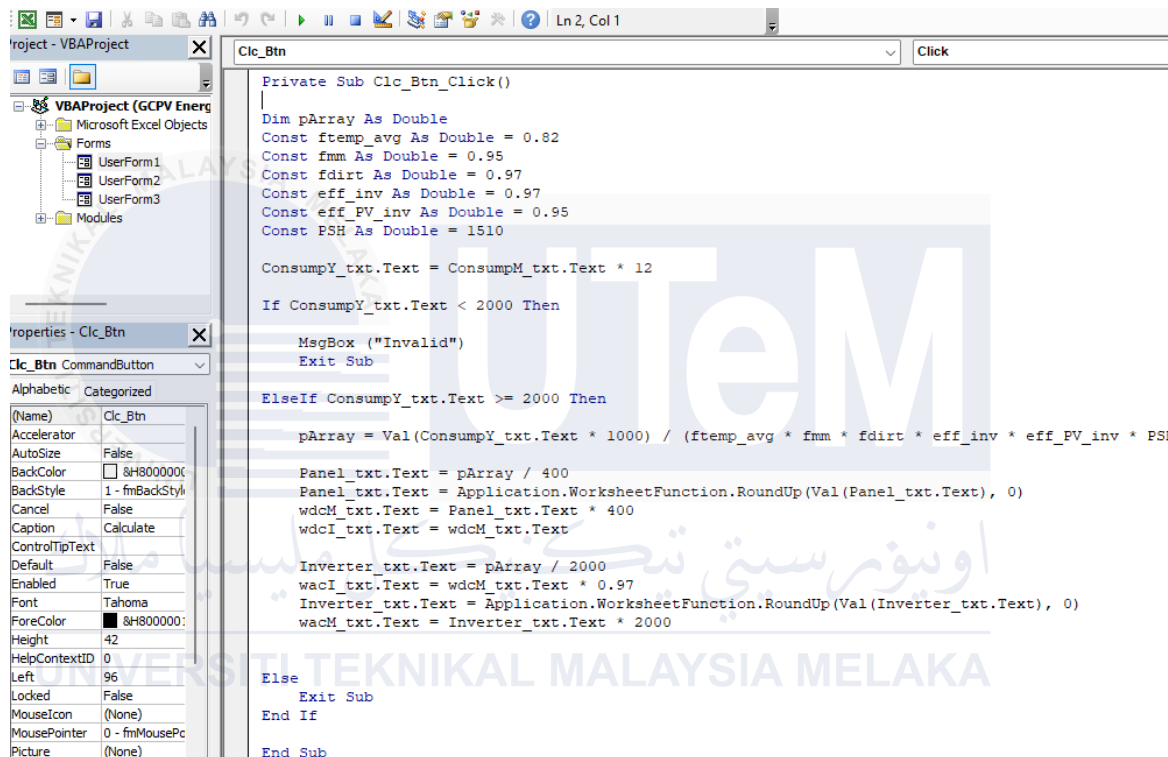 Ln 2, Col 1
Project - VBAProject
VBAProject (GCPV Energ
Microsoft Excel Objects
Forms
UserForm1
UserForm2
UserForm3
Modules
Properties - Clc_Btn
Clc_Btn CommandButton
Alphabetic Categorized
(Name) Clc_Btn
Accelerator
AutoSize False
BackColor &H8000000
BackStyle 1 - fmBackStyl
Cancel False
Caption Calculate
ControlTipText
Default False
Enabled True
Font Tahoma
ForeColor &H8000001
Height 42
HelpContextID 0
Left 96
Locked False
MouseIcon (None)
MousePointer 0 - fmMousePo
Picture (None)
Clc_Btn Click
Private Sub Clc_Btn_Click()
Dim pArray As Double
Const ftemp_avg As Double = 0.82
Const fmm As Double = 0.95
Const fdirt As Double = 0.97
Const eff_inv As Double = 0.97
Const eff_PV_inv As Double = 0.95
Const PSH As Double = 1510
ConsumpY_txt.Text = ConsumpM_txt.Text * 12
If ConsumpY_txt.Text < 2000 Then
MsgBox ("Invalid")
Exit Sub
ElseIf ConsumpY_txt.Text >= 2000 Then
pArray = Val(ConsumpY_txt.Text * 1000) / (ftemp_avg * fmm * fdirt * eff_inv * eff_PV_inv * PSH
Panel_txt.Text = pArray / 400
Panel_txt.Text = Application.WorksheetFunction.RoundUp(Val(Panel_txt.Text), 0)
wdcM_txt.Text = Panel_txt.Text * 400
wdcI_txt.Text = wdcM_txt.Text
Inverter_txt.Text = pArray / 2000
wacI_txt.Text = wdcM_txt.Text * 0.97
Inverter_txt.Text = Application.WorksheetFunction.RoundUp(Val(Inverter_txt.Text), 0)
wacM_txt.Text = Inverter_txt.Text * 2000
Else
Exit Sub
End If
End Sub
UTeM
اونيۏرسيتي تيكنيكل مليسيا ملاك
UNIVERSITI TEKNIKAL MALAYSIA MELAKA